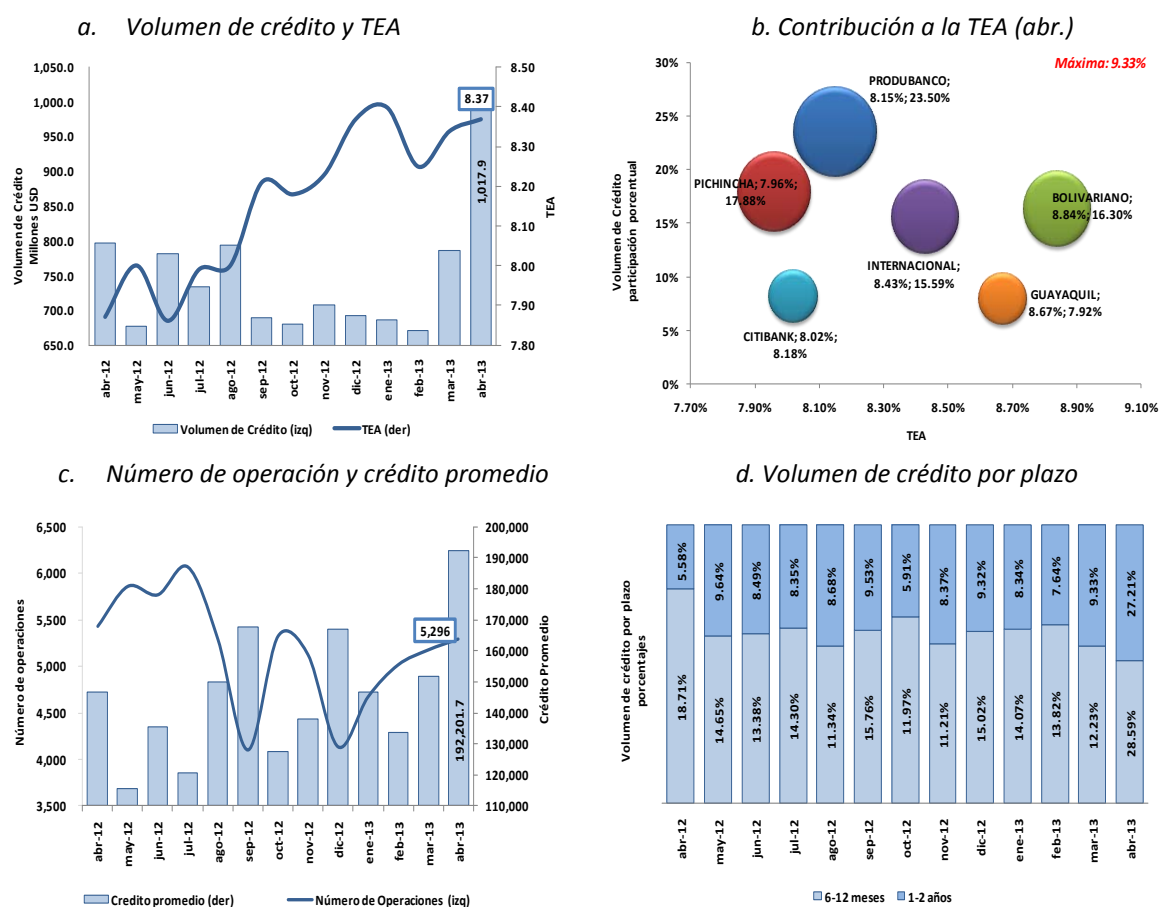 a. Volumen de crédito y TEA
1,050.0
1,000.0
950.0
900.0
850.0
800.0
750.0
700.0
650.0
Volumen de Crédito
Millones USD
8.50
8.40
8.30
8.20
8.10
8.00
7.90
7.80
TEA
8.37
1,017.9
abr-12
may-12
jun-12
jul-12
ago-12
sep-12
oct-12
nov-12
dic-12
ene-13
feb-13
mar-13
abr-13
Volumen de Crédito (izq)
TEA (der)
b. Contribución a la TEA (abr.)
Máxima: 9.33%
30%
25%
20%
15%
10%
5%
0%
Volumen de Crédito
participación porcentual
PRODUBANCO;
8.15%; 23.50%
PICHINCHA; 7.96%;
17.88%
BOLIVARIANO;
8.84%; 16.30%
INTERNACIONAL;
8.43%; 15.59%
GUAYAQUIL;
8.67%; 7.92%
CITIBANK; 8.02%;
8.18%
7.70%
7.90%
8.10%
8.30%
8.50%
8.70%
8.90%
9.10%
TEA
c. Número de operación y crédito promedio
6,500
6,000
5,500
5,000
4,500
4,000
3,500
Número de operaciones
200,000
190,000
180,000
170,000
160,000
150,000
140,000
130,000
120,000
110,000
Crédito Promedio
5,296
192,201.7
abr-12
may-12
jun-12
jul-12
ago-12
sep-12
oct-12
nov-12
dic-12
ene-13
feb-13
mar-13
abr-13
Credito promedio (der)
Número de Operaciones (izq)
d. Volumen de crédito por plazo
Volumen de crédito por plazo
porcentajes
5.58%
9.64%
8.49%
8.35%
8.68%
9.53%
5.91%
8.37%
9.32%
8.34%
7.64%
9.33%
27.21%
18.71%
14.65%
13.38%
14.30%
11.34%
15.76%
11.97%
11.21%
15.02%
14.07%
13.82%
12.23%
28.59%
abr-12
may-12
jun-12
jul-12
ago-12
sep-12
oct-12
nov-12
dic-12
ene-13
feb-13
mar-13
abr-13
6-12 meses
1-2 años